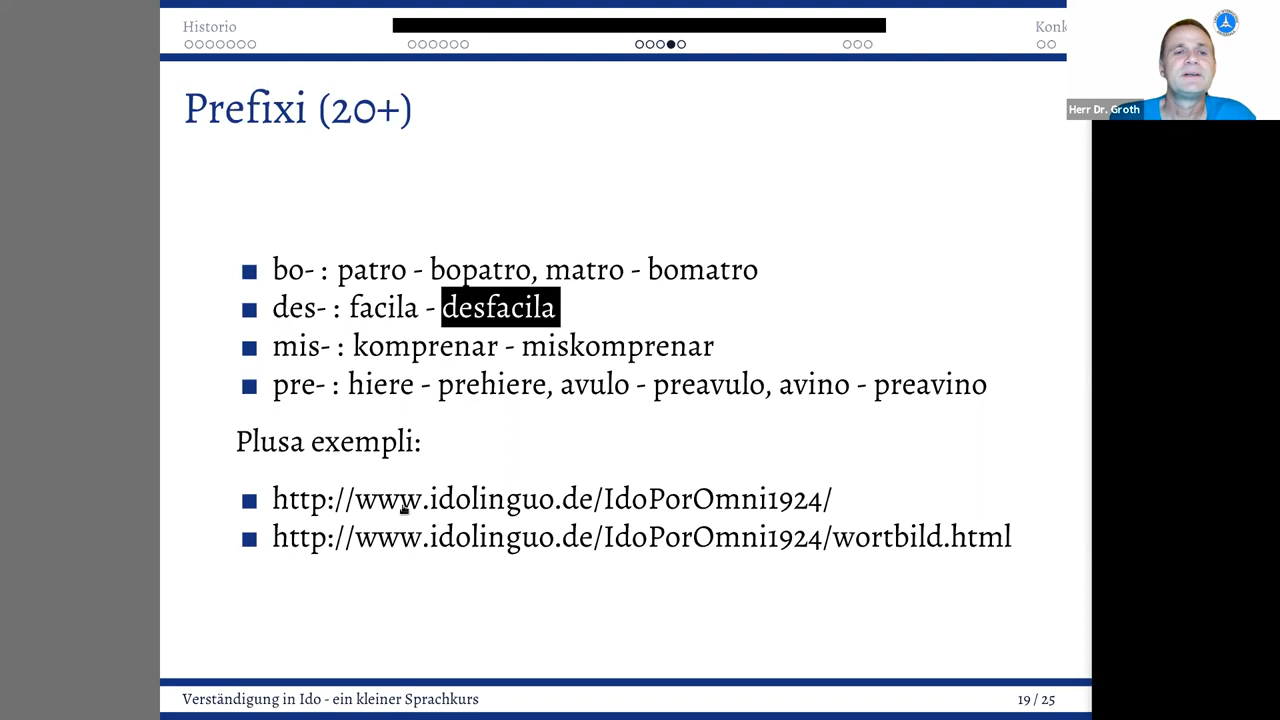 Historio
Konk
Prefixi (20+)
bo- : patro - bopatro, matro - bomatro
des- : facila - desfacila
mis- : komprenar - miskomprenar
pre- : hiere - prehiere, avulo - preavulo, avino - preavino
Plusa exempli:
http://www.idolinguo.de/IdoPorOmni1924/
http://www.idolinguo.de/IdoPorOmni1924/wortbild.html
Verständigung in Ido - ein kleiner Sprachkurs
19 / 25
Herr Dr. Groth